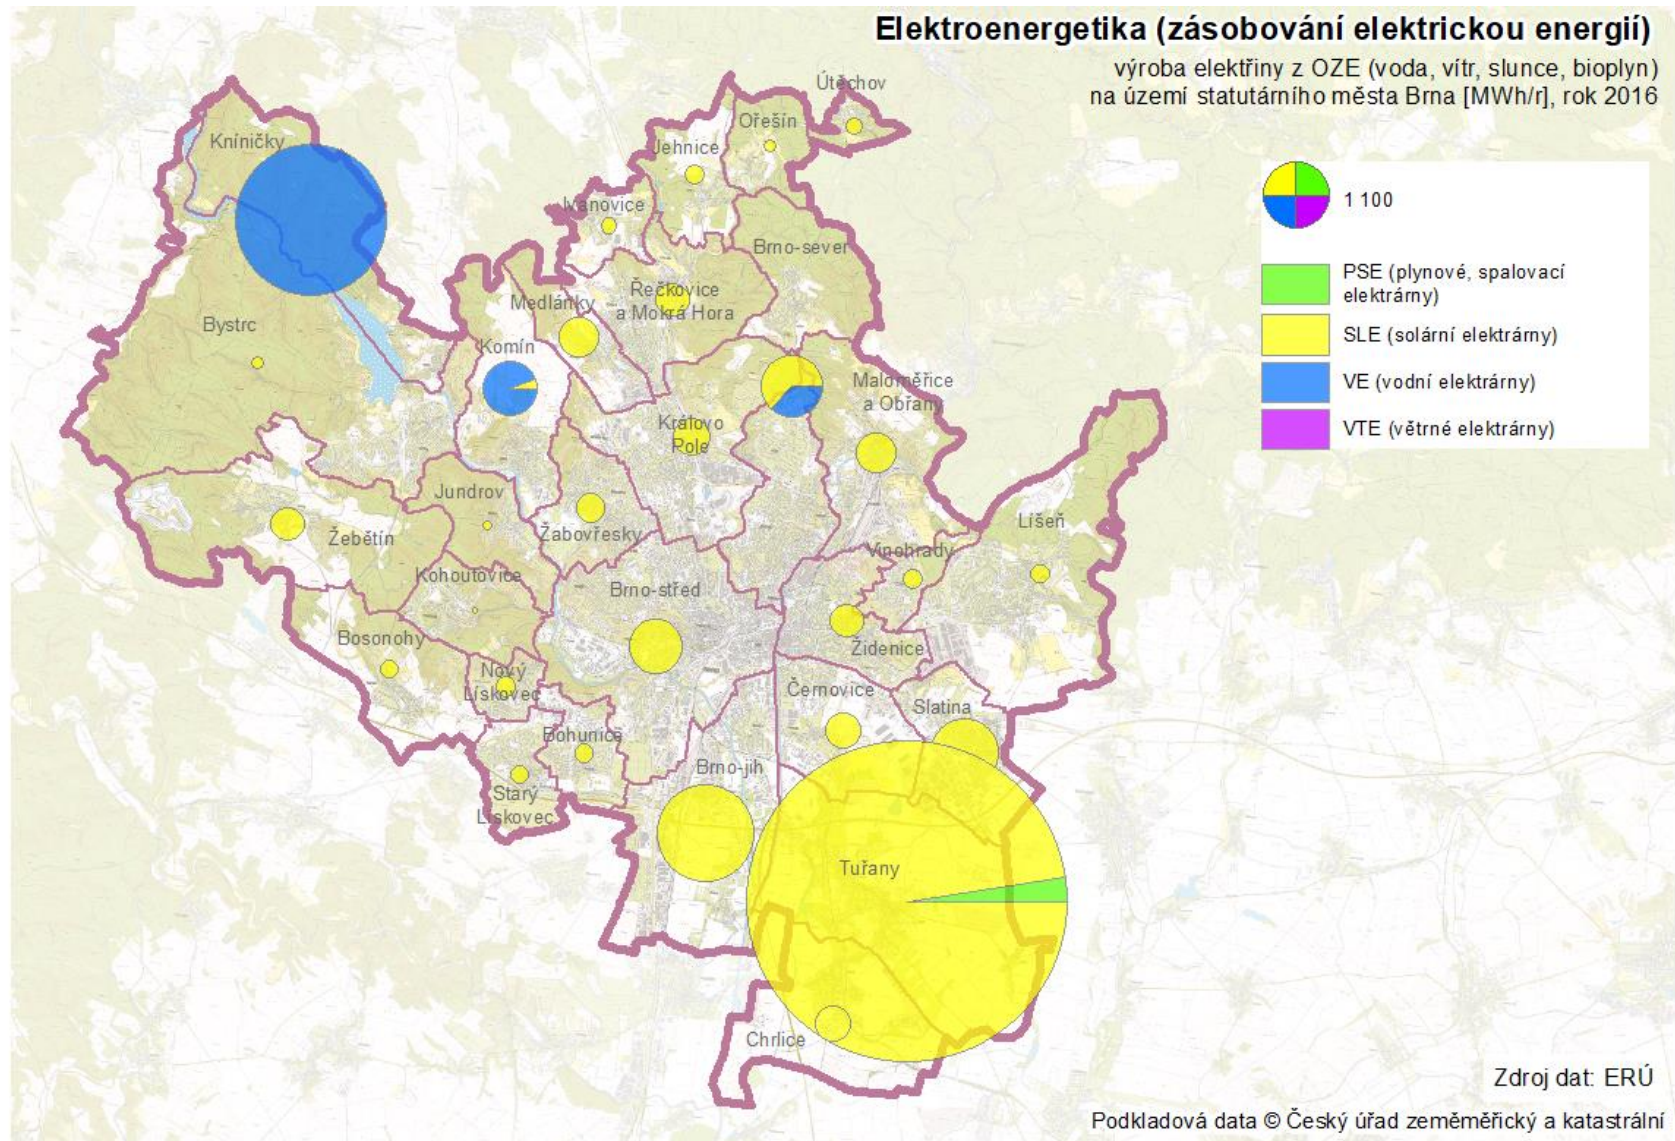 Elektroenergetika (zásobování elektrickou energií)
výroba elektřiny z OZE (voda, vítr, slunce, bioplyn)
na území statutárního města Brna [MWh/r], rok 2016
1 100
PSE (plynové, spalovací
elektrárny)
SLE (solární elektrárny)
VE (vodní elektrárny)
VTE (větrné elektrárny)
Útěchov
Ořešín
Kníničky
Jehnice
Ivanovice
Brno-sever
Řečkovice
a Mokrá Hora
Medlánky
Bystrc
Komín
Maloměřice
a Obřany
Královo
Pole
Jundrov
Líšeň
Žabovřesky
Žebětín
Vinohrady
Kohoutovice
Brno-střed
Bosonohy
Židenice
Nový
Lískovec
Černovice
Slatina
Bohunice
Brno-jih
Starý
Lískovec
Tuřany
Chrlice
Zdroj dat: ERÚ
Podkladová data © Český úřad zeměměřický a katastrální